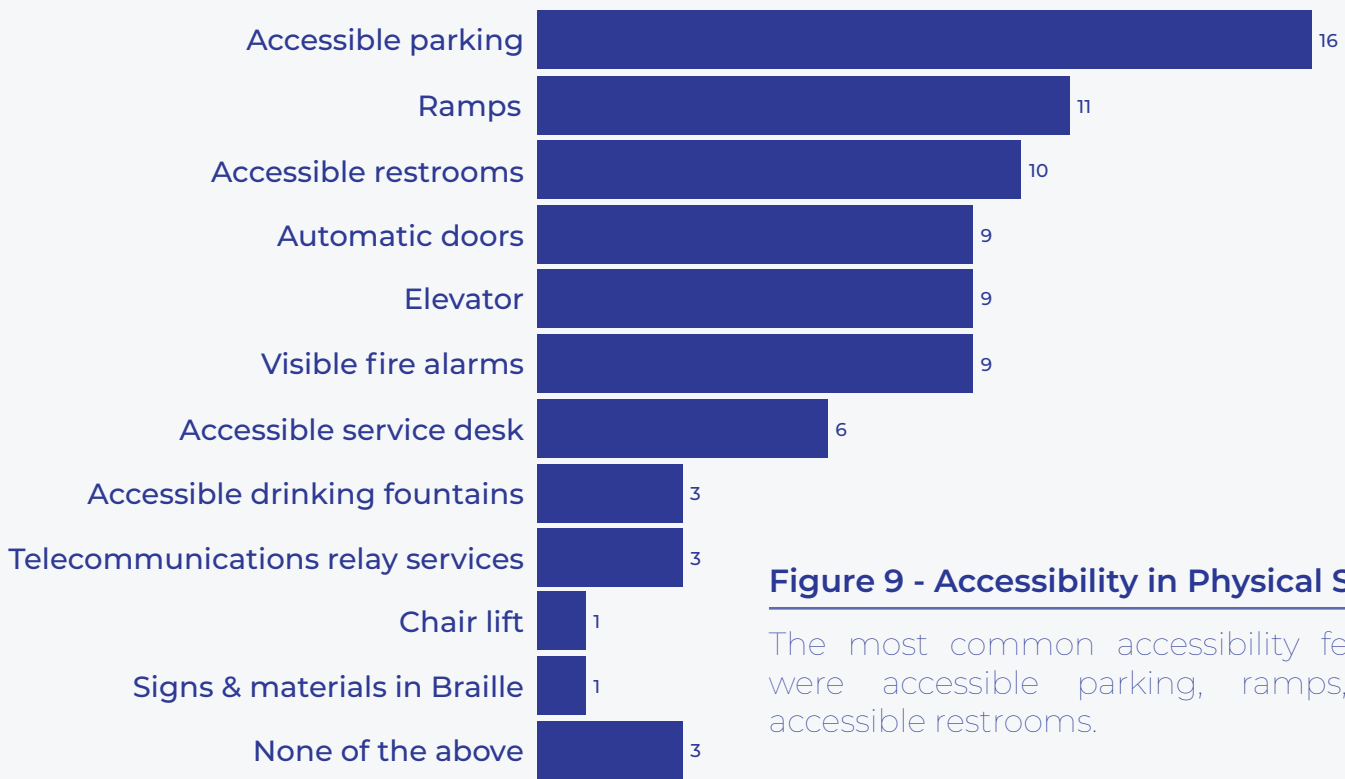 Accessible parking 16
Ramps 11
Accessible restrooms 10
Automatic doors 9
Elevator 9
Visible fire alarms 9
Accessible service desk 6
Accessible drinking fountains 3
Telecommunications relay services 3
Chair lift 1
Signs & materials in Braille 1
None of the above 3
Figure 9 - Accessibility in Physical
The most common accessibility
were accessible parking, ramps,
accessible restrooms.